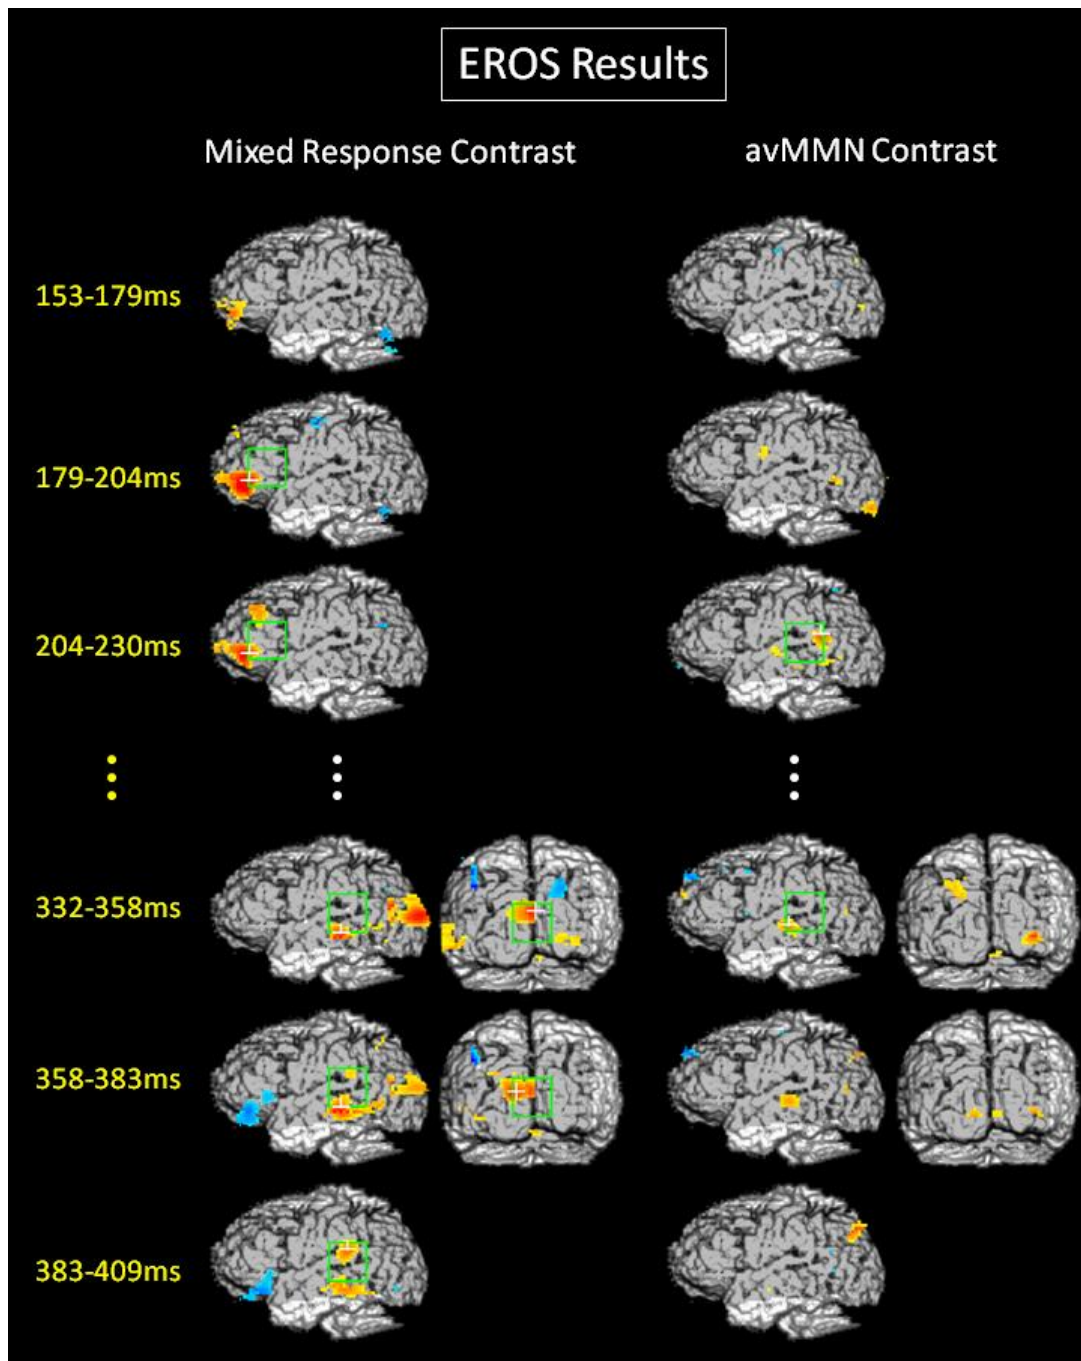 EROS Results
Mixed Response Contrast
avMMN Contrast
153-179ms
179-204ms
204-230ms
332-358ms
358-383ms
383-409ms